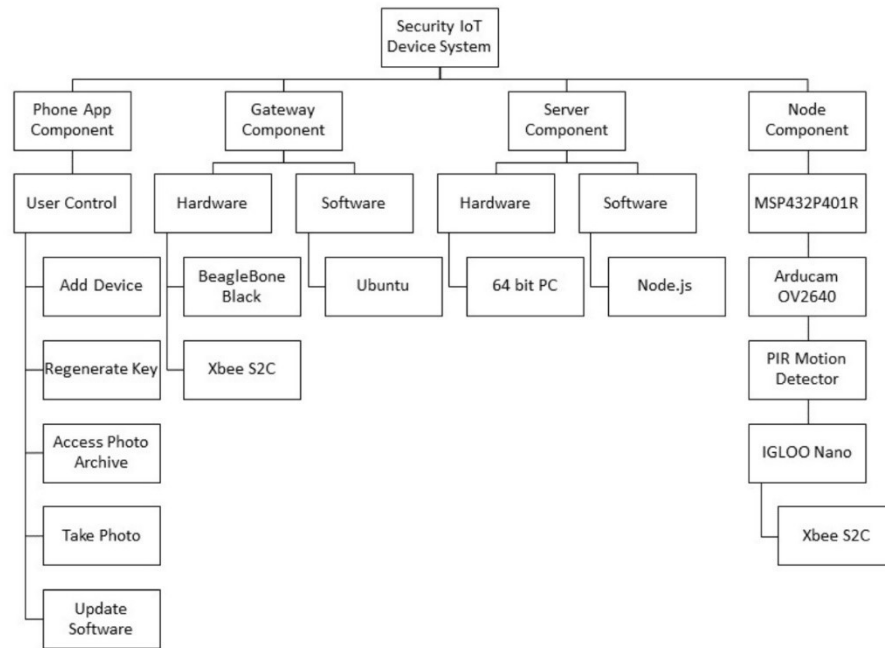 Security IoT
Device System
Phone App
Component
Gateway
Component
Server
Component
Node
Component
User Control
Hardware
Software
Hardware
Software
MSP432P401R
Add Device
BeagleBone
Black
Ubuntu
64 bit PC
Node.js
Arducam
OV2640
Regenerate Key
Xbee S2C
PIR Motion
Detector
Access Photo
Archive
IGLOO Nano
Take Photo
Xbee S2C
Update
Software